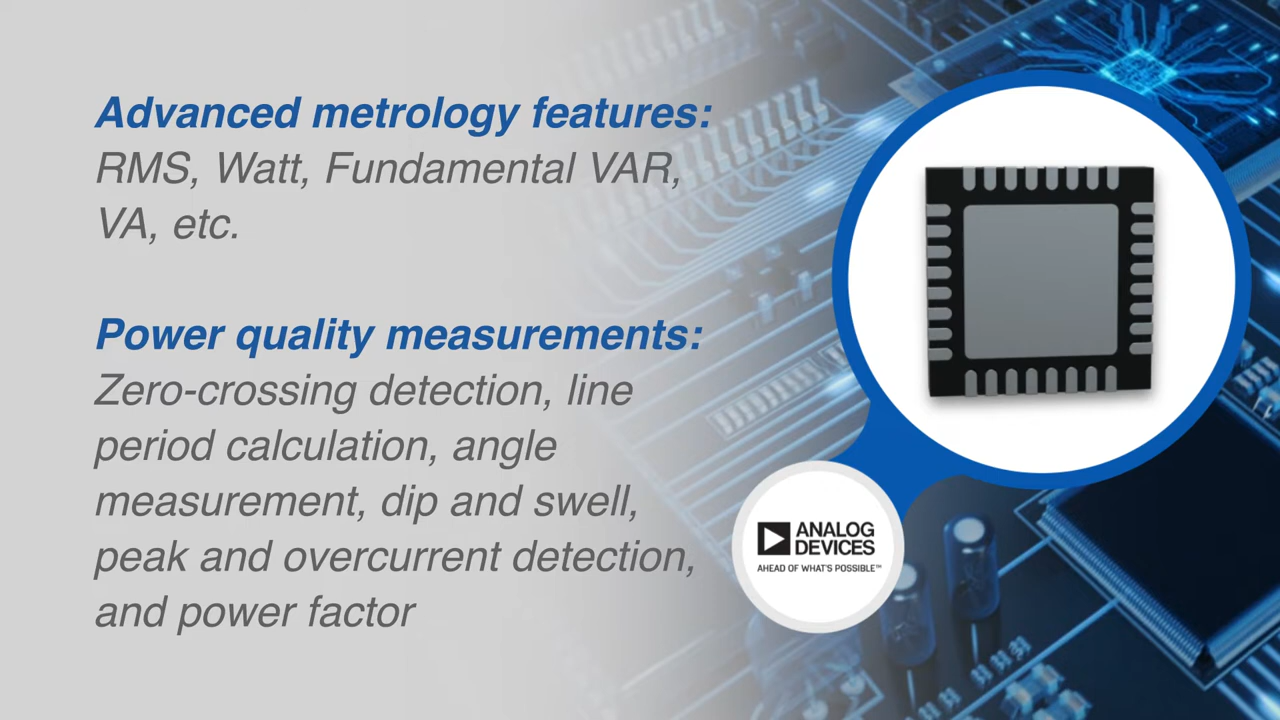 Advanced metrology features:
RMS, Watt, Fundamental VAR,
VA, etc.
Power quality measurements:
Zero-crossing detection, line
period calculation, angle
measurement, dip and swell,
peak and overcurrent detection,
and power factor
ANALOG
DEVICES
AHEAD OF WHAT'S POSSIBLE™